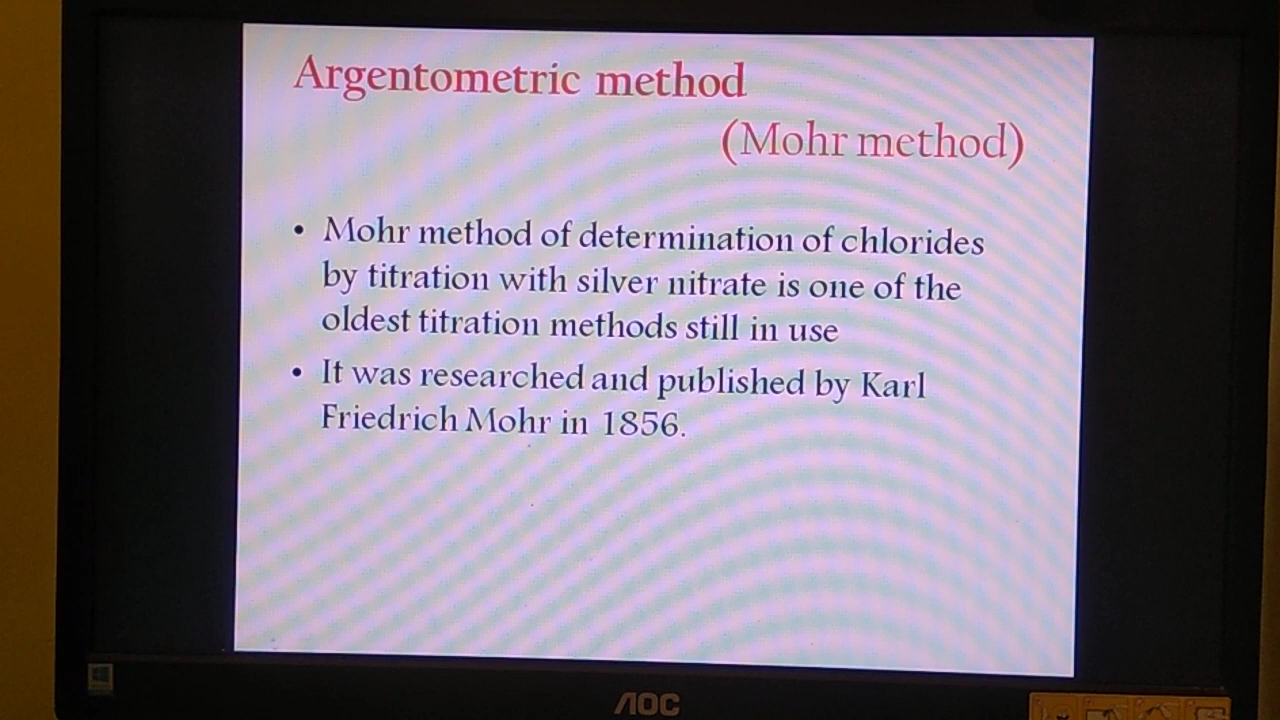 Argentometric method
(Mohr method)
• Mohr method of determination of chlorides
by titration with silver nitrate is one of the
oldest titration methods still in use
• It was researched and published by Karl
Friedrich Mohr in 1856.
AOC